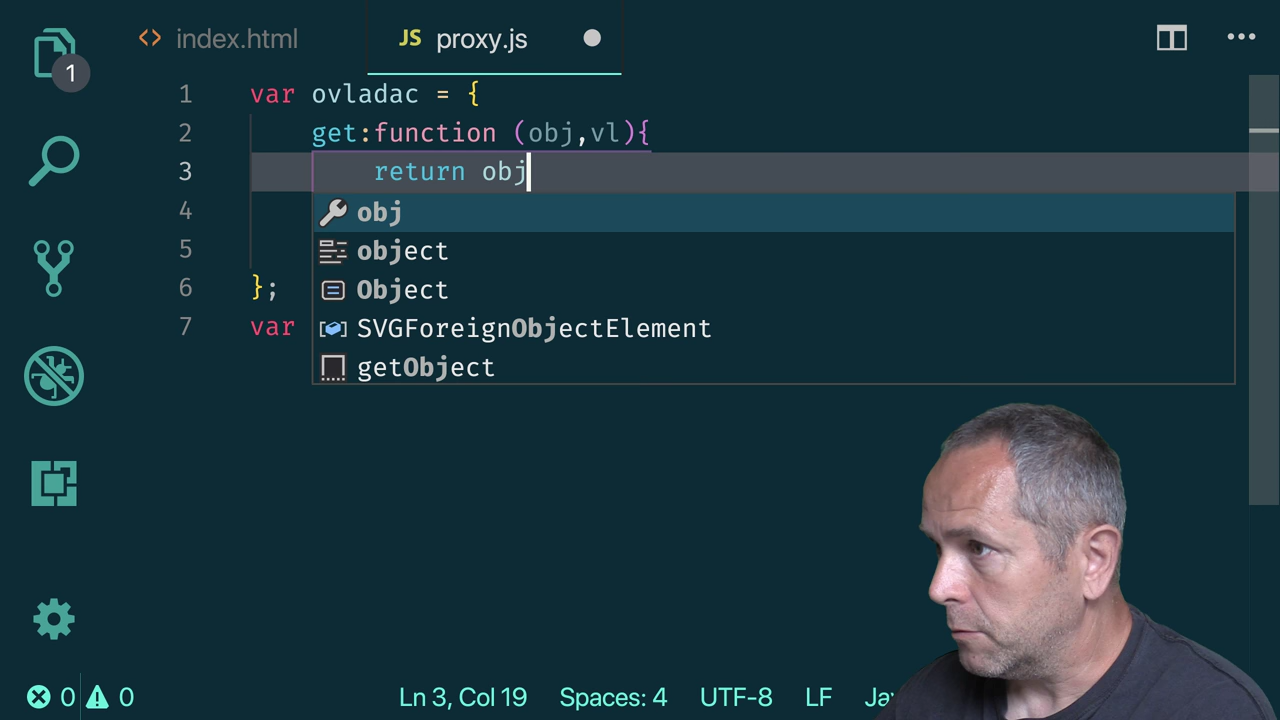 1
index.html
JS proxy.js
1 var ovladac = {
2 get:function (obj,vl){
3 return obj
4 obj
object
5 Object
6 };
SVGForeignObjectElement
7 var
getObject
0 0
Ln 3, Col 19 Spaces: 4 UTF-8 LF